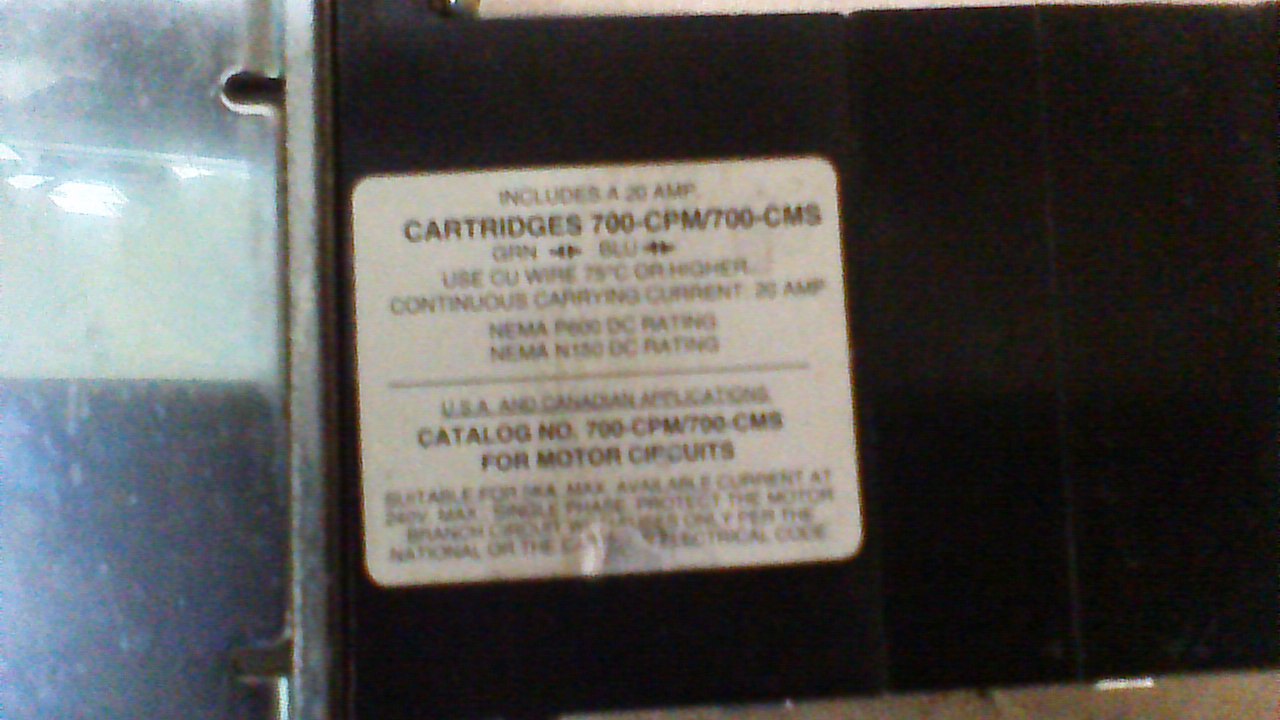 INCLUDES A 20 AMP.
CARTRIDGES 700-CPM/700-CMS
GRN BLU
USE CU WIRE 75°C OR HIGHER
CONTINUOUS CARRYING CURRENT: 20 AMP
NEMA P600 DC RATING
NEMA N150 DC RATING
U.S.A. AND CANADIAN APPLICATIONS.
CATALOG NO. 700-CPM/700-CMS
FOR MOTOR CIRCUITS
SUITABLE FOR 5KA. MAX. AVAILABLE CURRENT AT
240V. MAX. SINGLE PHASE. PROTECT THE MOTOR
BRANCH CIRCUIT FUSES ONLY PER THE
NATIONAL OR THE ELECTRICAL CODE.